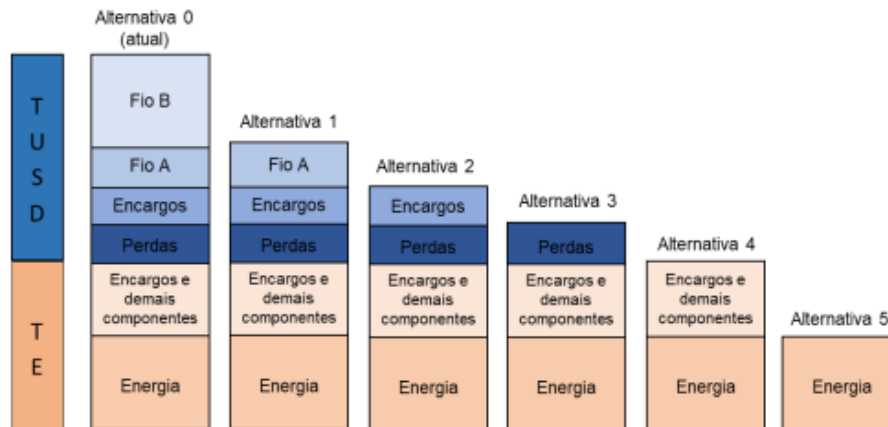 Alternativa 0
(atual)
T
U
S
D
T
E
Fio B
Fio A
Encargos
Perdas
Encargos e
demais
componentes
Energia
Alternativa 1
Fio A
Encargos
Perdas
Encargos e
demais
componentes
Energia
Alternativa 2
Encargos
Perdas
Encargos e
demais
componentes
Energia
Alternativa 3
Perdas
Encargos e
demais
componentes
Energia
Alternativa 4
Encargos e
demais
componentes
Energia
Alternativa 5
Energia